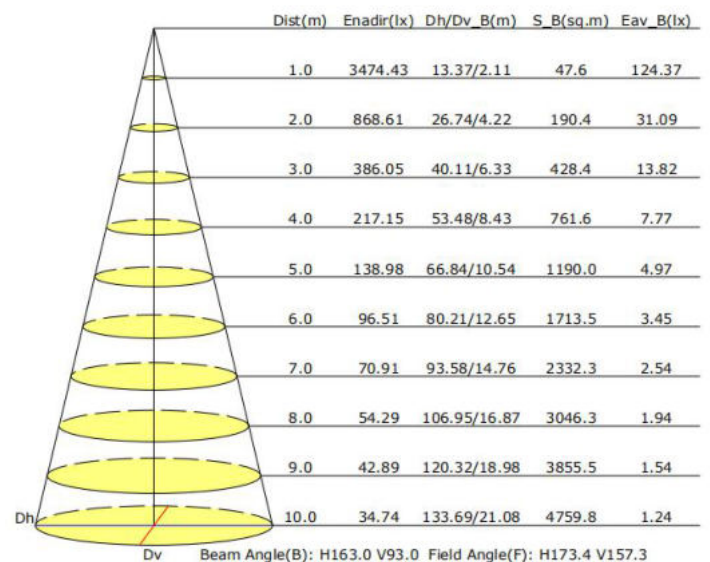 Dist(m) Enadir(lx) Dh/Dv_B(m) S_B(sq.m) Eav_B(lx)
1.0 3474.43 13.37/2.11 47.6 124.37
2.0 868.61 26.74/4.22 190.4 31.09
3.0 386.05 40.11/6.33 428.4 13.82
4.0 217.15 53.48/8.43 761.6 7.77
5.0 138.98 66.84/10.54 1190.0 4.97
6.0 96.51 80.21/12.65 1713.5 3.45
7.0 70.91 93.58/14.76 2332.3 2.54
8.0 54.29 106.95/16.87 3046.3 1.94
9.0 42.89 120.32/18.98 3855.5 1.54
Dh 10.0 34.74 133.69/21.08 4759.8 1.24
Dv Beam Angle(B): H163.0 V93.0 Field Angle(F): H173.4 V157.3